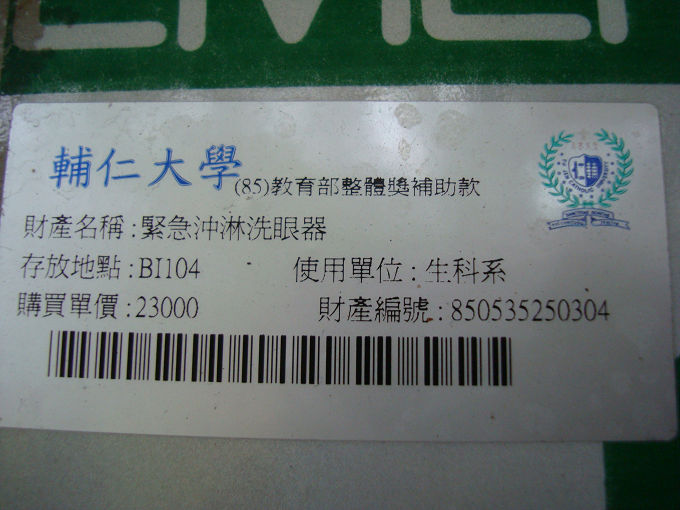 輔仁大學 (85)教育部整體獎補助款
財產名稱:緊急沖淋洗眼器
存放地點:BI104 使用單位:生科系
購買單價:23000 財產編號:850535250304